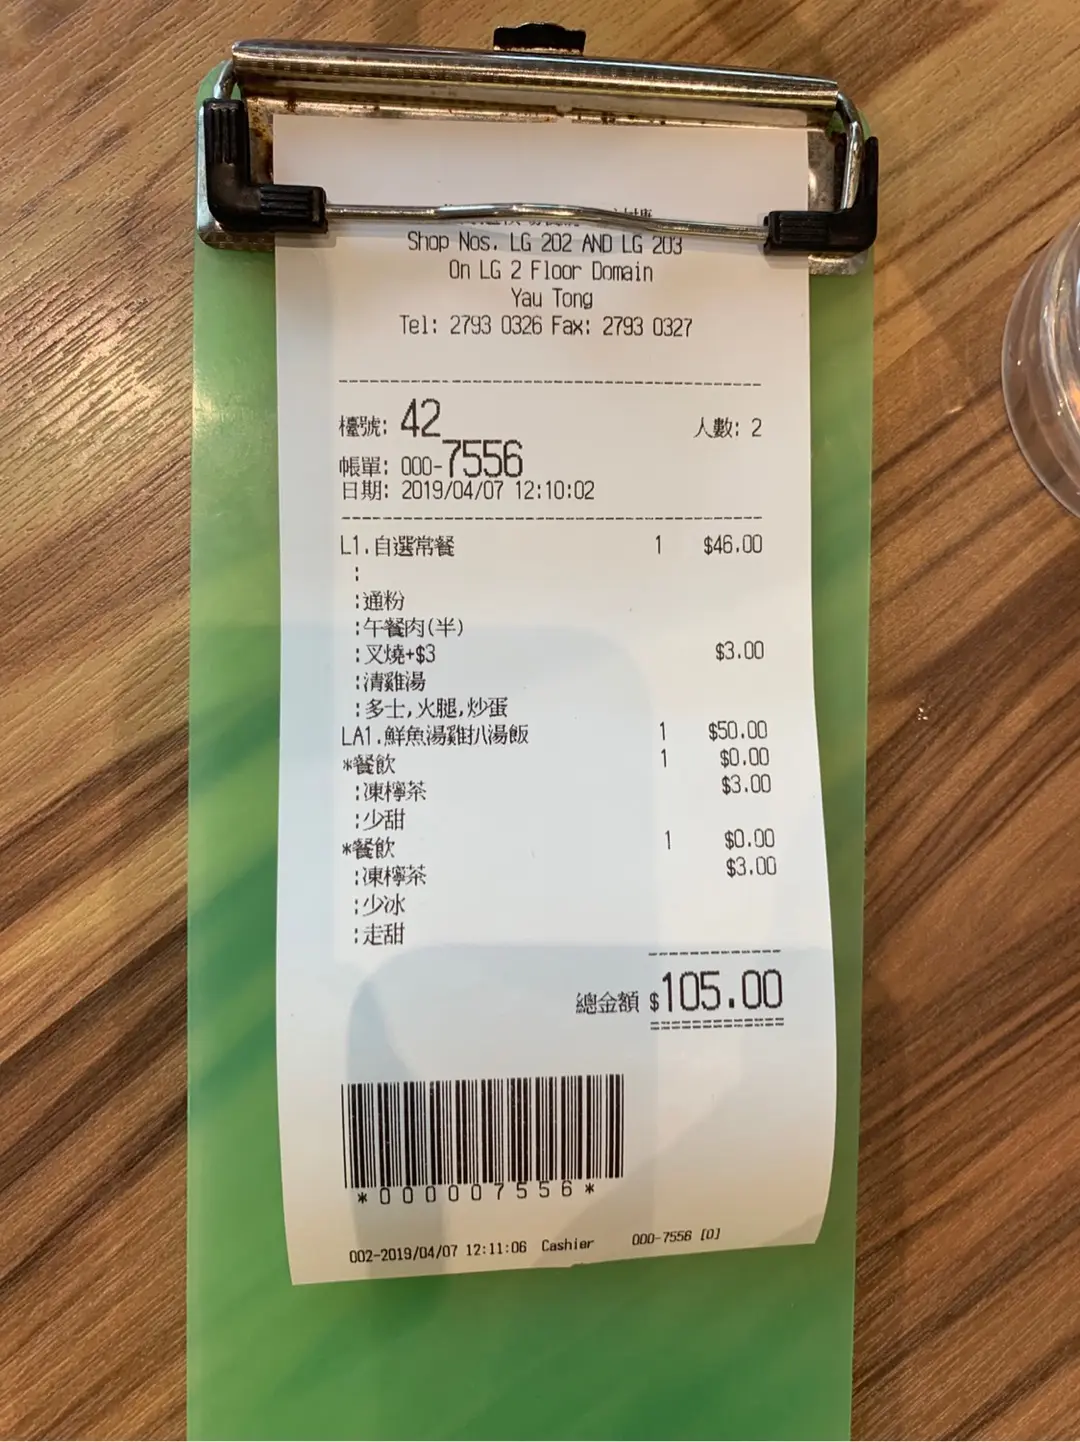 Shop Nos. LG 202 AND LG 203
On LG 2 Floor Domain
Yau Tong
Tel: 2793 0326 Fax: 2793 0327
檯號: 42 人數: 2
帳單: 000-7556
日期: 2019/04/07 12:10:02
L1.自選常餐 1 $46.00
:
:通粉
:午餐肉(半)
:叉燒+$3 $3.00
:清雞湯
:多士,火腿,炒蛋
LA1.鮮魚湯雞扒湯飯 1 $50.00
*餐飲 1 $0.00
:凍檸茶 $3.00
:少甜
*餐飲 1 $0.00
:凍檸茶 $3.00
:少冰
:走甜
總金額 $105.00
*0000007556*
002-2019/04/07 12:11:06 Cashier 000-7556 [0]